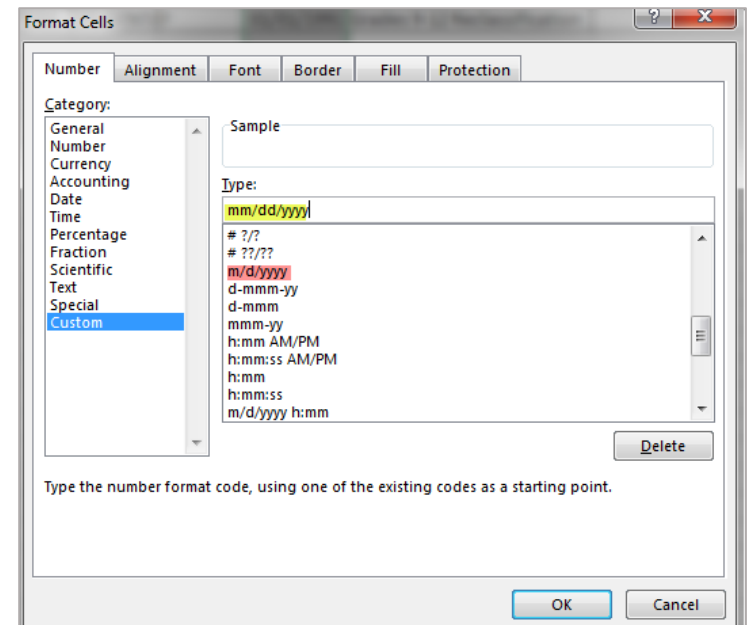 Format Cells
Number Alignment Font Border Fill Protection
Category:
General
Number
Currency
Accounting
Date
Time
Percentage
Fraction
Scientific
Text
Special
Custom
Sample
Type:
mm/dd/yyyy
# ?/?
# ??/??
m/d/yyyy
d-mmm-yy
d-mmm
mmm-yy
h:mm AM/PM
h:mm:ss AM/PM
h:mm
h:mm:ss
m/d/yyyy h:mm
Delete
Type the number format code, using one of the existing codes as a starting point.
OK Cancel